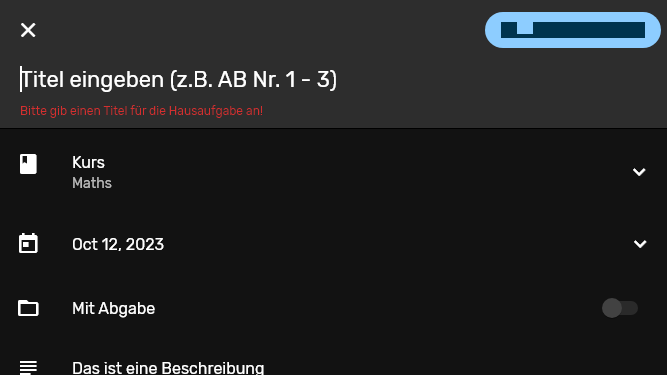 Titel eingeben (z.B. AB Nr. 1 - 3)
Bitte gib einen Titel für die Hausaufgabe an!
Kurs
Maths
Oct 12, 2023
Mit Abgabe
Das ist eine Beschreibung